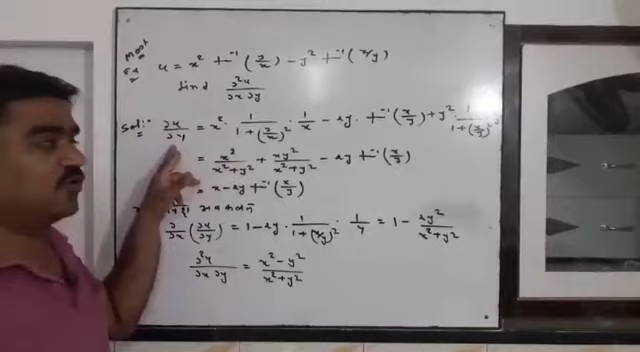 Most
u = x² tan⁻¹(y/x) − y² tan⁻¹(x/y)
find ∂²u/∂x∂y
Sol:- ∂u/∂y = x² · 1/(1+(y/x)²) · 1/x − 2y · tan⁻¹(x/y) + y² · 1/(1+(x/y)²)
= x³/(x²+y²) + xy²/(x²+y²) − 2y tan⁻¹(x/y)
= x − 2y tan⁻¹(x/y)
∂/∂x(∂u/∂y) = 1 − 2y · 1/(1+(x/y)²) · 1/y = 1 − 2y²/(x²+y²)
∂²u/∂x∂y = (x²−y²)/(x²+y²)